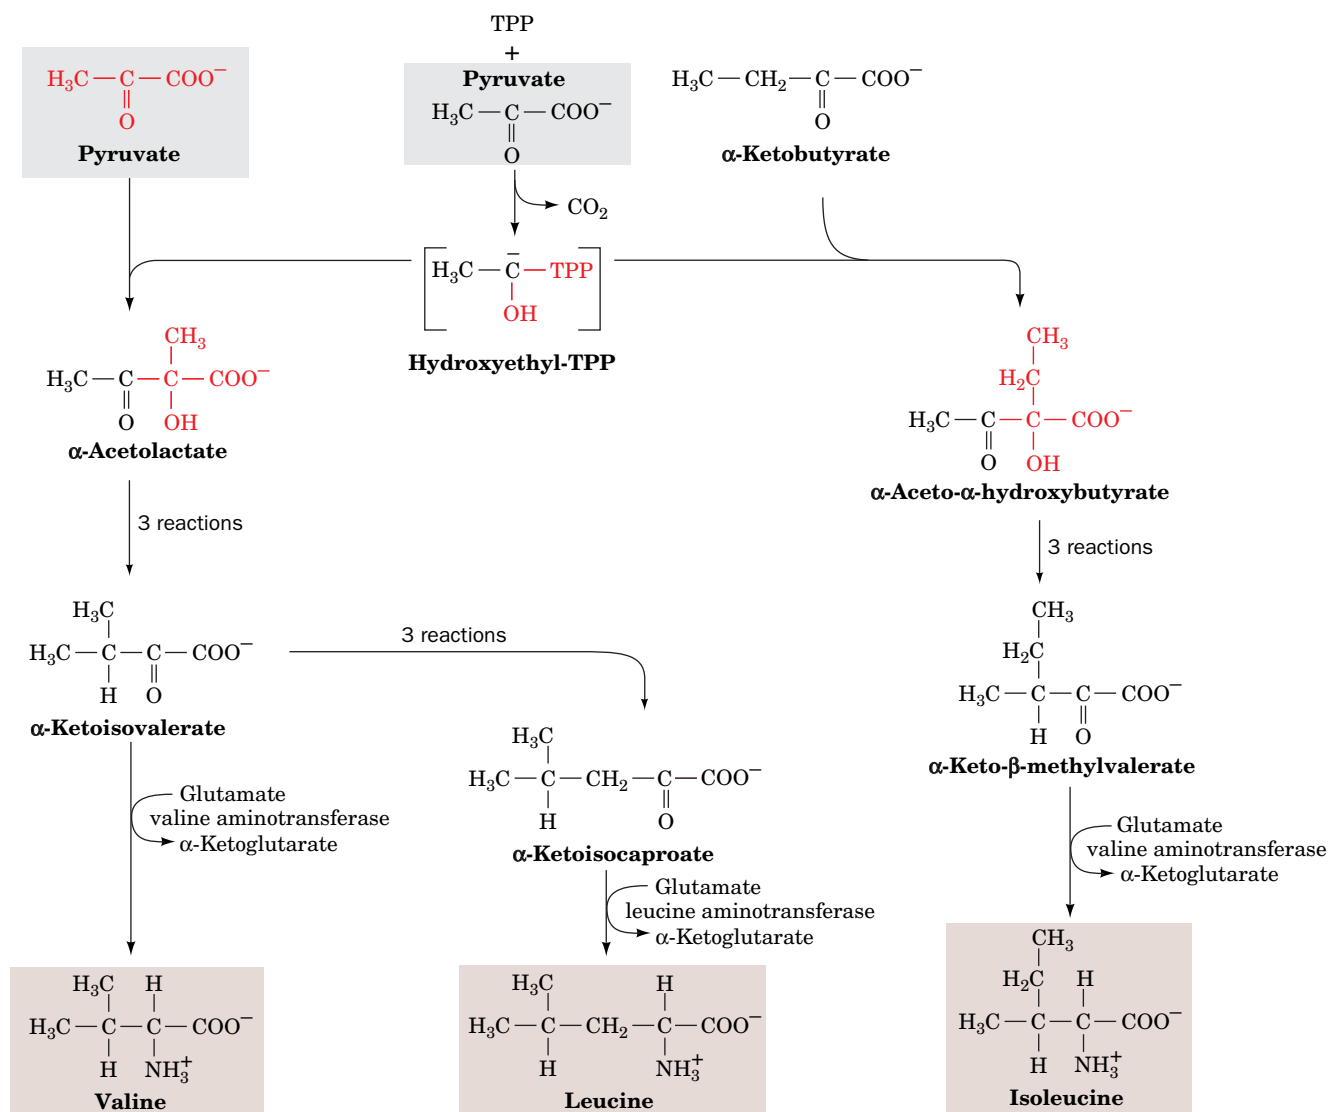 TPP
+
Pyruvate
H₃C — C — COO⁻
O
H₃C — C — COO⁻
O
Pyruvate
H₃C — CH₂ — C — COO⁻
O
α-Ketobutyrate
CO₂
H₃C — C̄ — TPP
OH
Hydroxyethyl-TPP
CH₃
H₃C — C — C — COO⁻
O OH
α-Acetolactate
3 reactions
CH₃
H₂C
H₃C — C — C — COO⁻
O OH
α-Aceto-α-hydroxybutyrate
3 reactions
H₃C
H₃C — C — C — COO⁻
H O
α-Ketoisovalerate
3 reactions
H₃C
H₃C — C — CH₂ — C — COO⁻
H O
α-Ketoisocaproate
CH₃
H₂C
H₃C — C — C — COO⁻
H O
α-Keto-β-methylvalerate
Glutamate
valine aminotransferase
α-Ketoglutarate
Glutamate
leucine aminotransferase
α-Ketoglutarate
Glutamate
valine aminotransferase
α-Ketoglutarate
H₃C H
H₃C — C — C — COO⁻
H NH₃⁺
Valine
H₃C H
H₃C — C — CH₂ — C — COO⁻
H NH₃⁺
Leucine
CH₃
H₂C H
H₃C — C — C — COO⁻
H NH₃⁺
Isoleucine